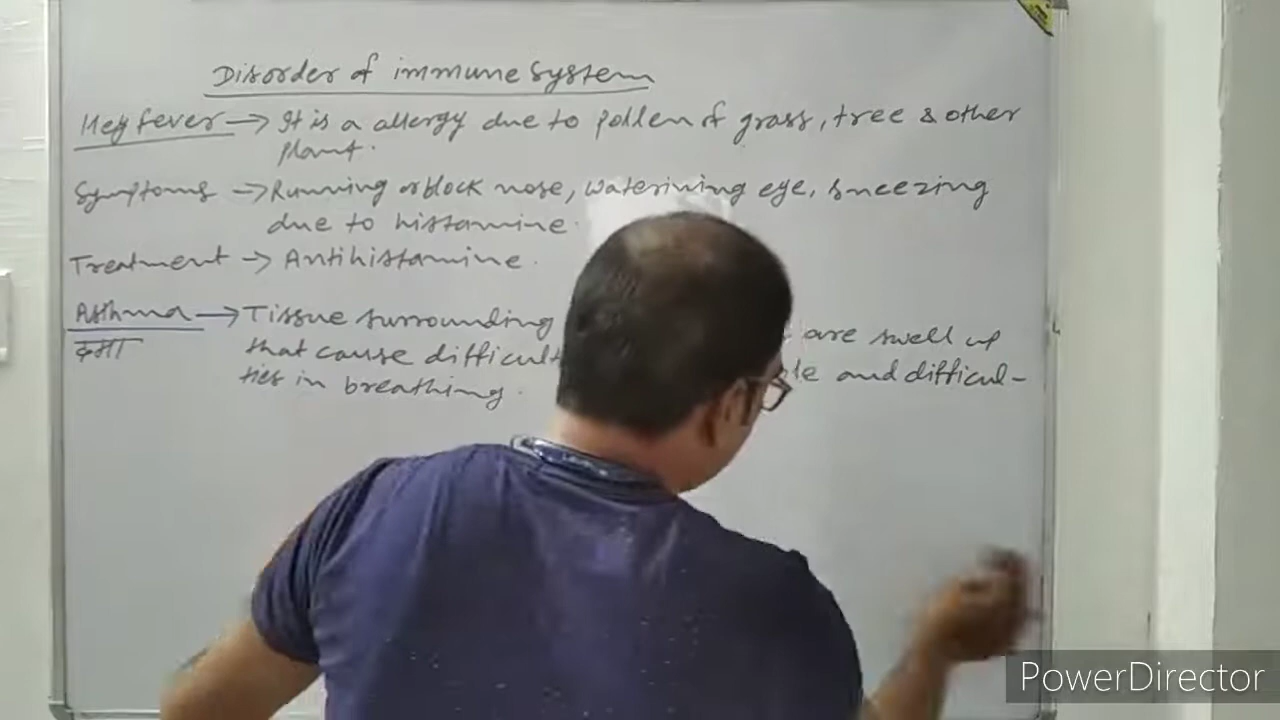 Disorder of immune system
Hey fever → It is a allergy due to pollen of grass, tree & other
plant.
Symptoms → Running or block nose, waterining eye, sneezing
due to histamine.
Treatment → Antihistamine.
Asthma → Tissue surrounding are swell up
दमा that cause difficult and difficul-
ties in breathing.
PowerDirector